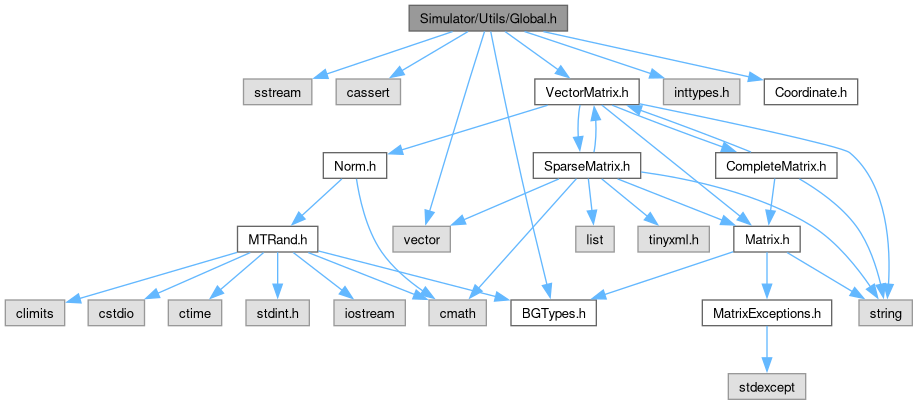 Simulator/Utils/Global.h
sstream
cassert
VectorMatrix.h
inttypes.h
Coordinate.h
Norm.h
SparseMatrix.h
CompleteMatrix.h
MTRand.h
vector
list
tinyxml.h
Matrix.h
climits
cstdio
ctime
stdint.h
iostream
cmath
BGTypes.h
MatrixExceptions.h
string
stdexcept